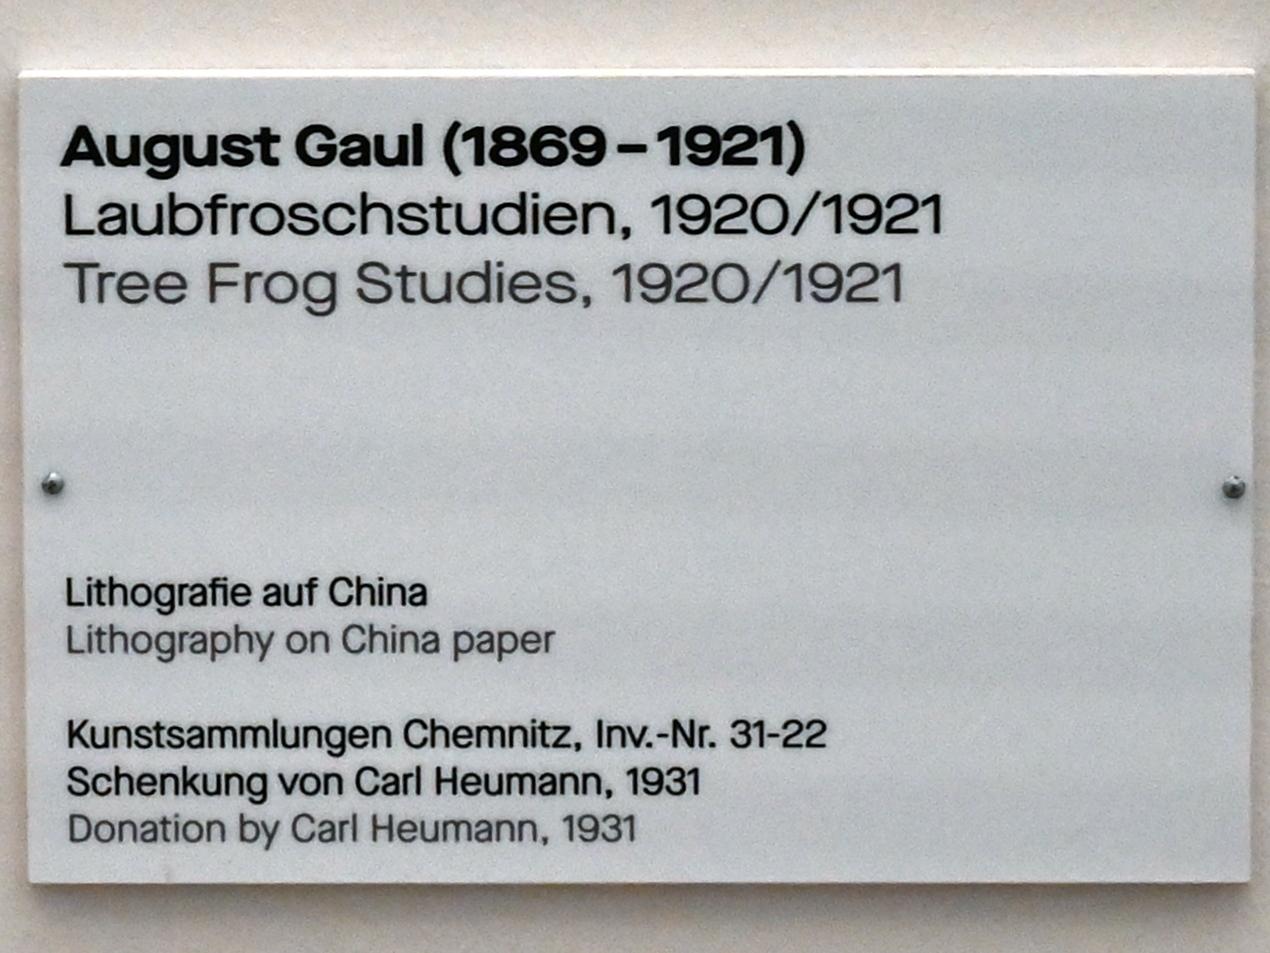 August Gaul (1869 – 1921)
Laubfroschstudien, 1920/1921
Tree Frog Studies, 1920/1921
Lithografie auf China
Lithography on China paper
Kunstsammlungen Chemnitz, Inv.-Nr. 31-22
Schenkung von Carl Heumann, 1931
Donation by Carl Heumann, 1931